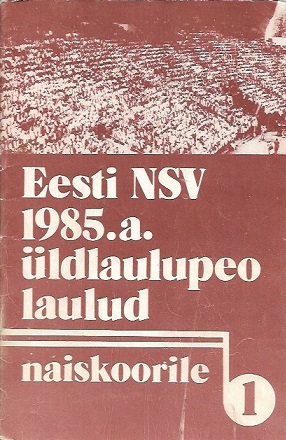 Eesti NSV
1985.a.
üldlaulupeo
laulud
naiskoorile
1